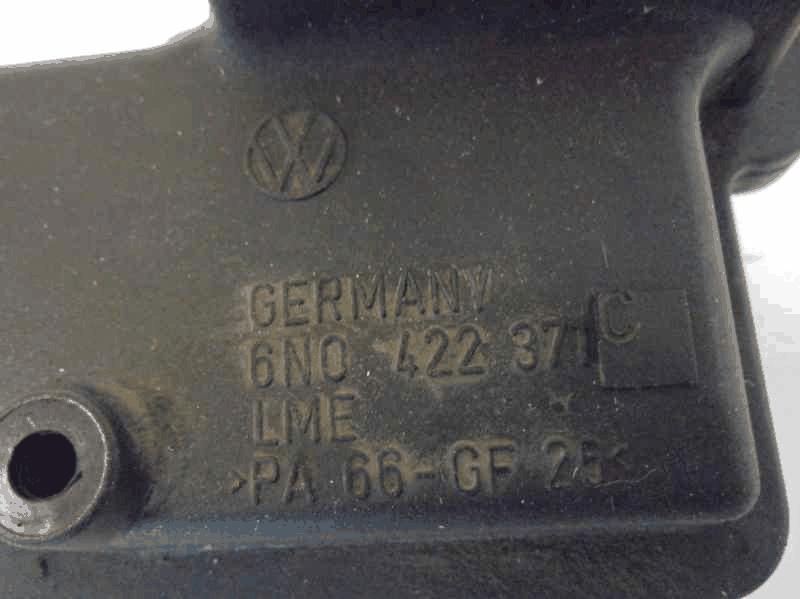 GERMANY
6N0 422 371 C
LME
>PA 66-GF 25<